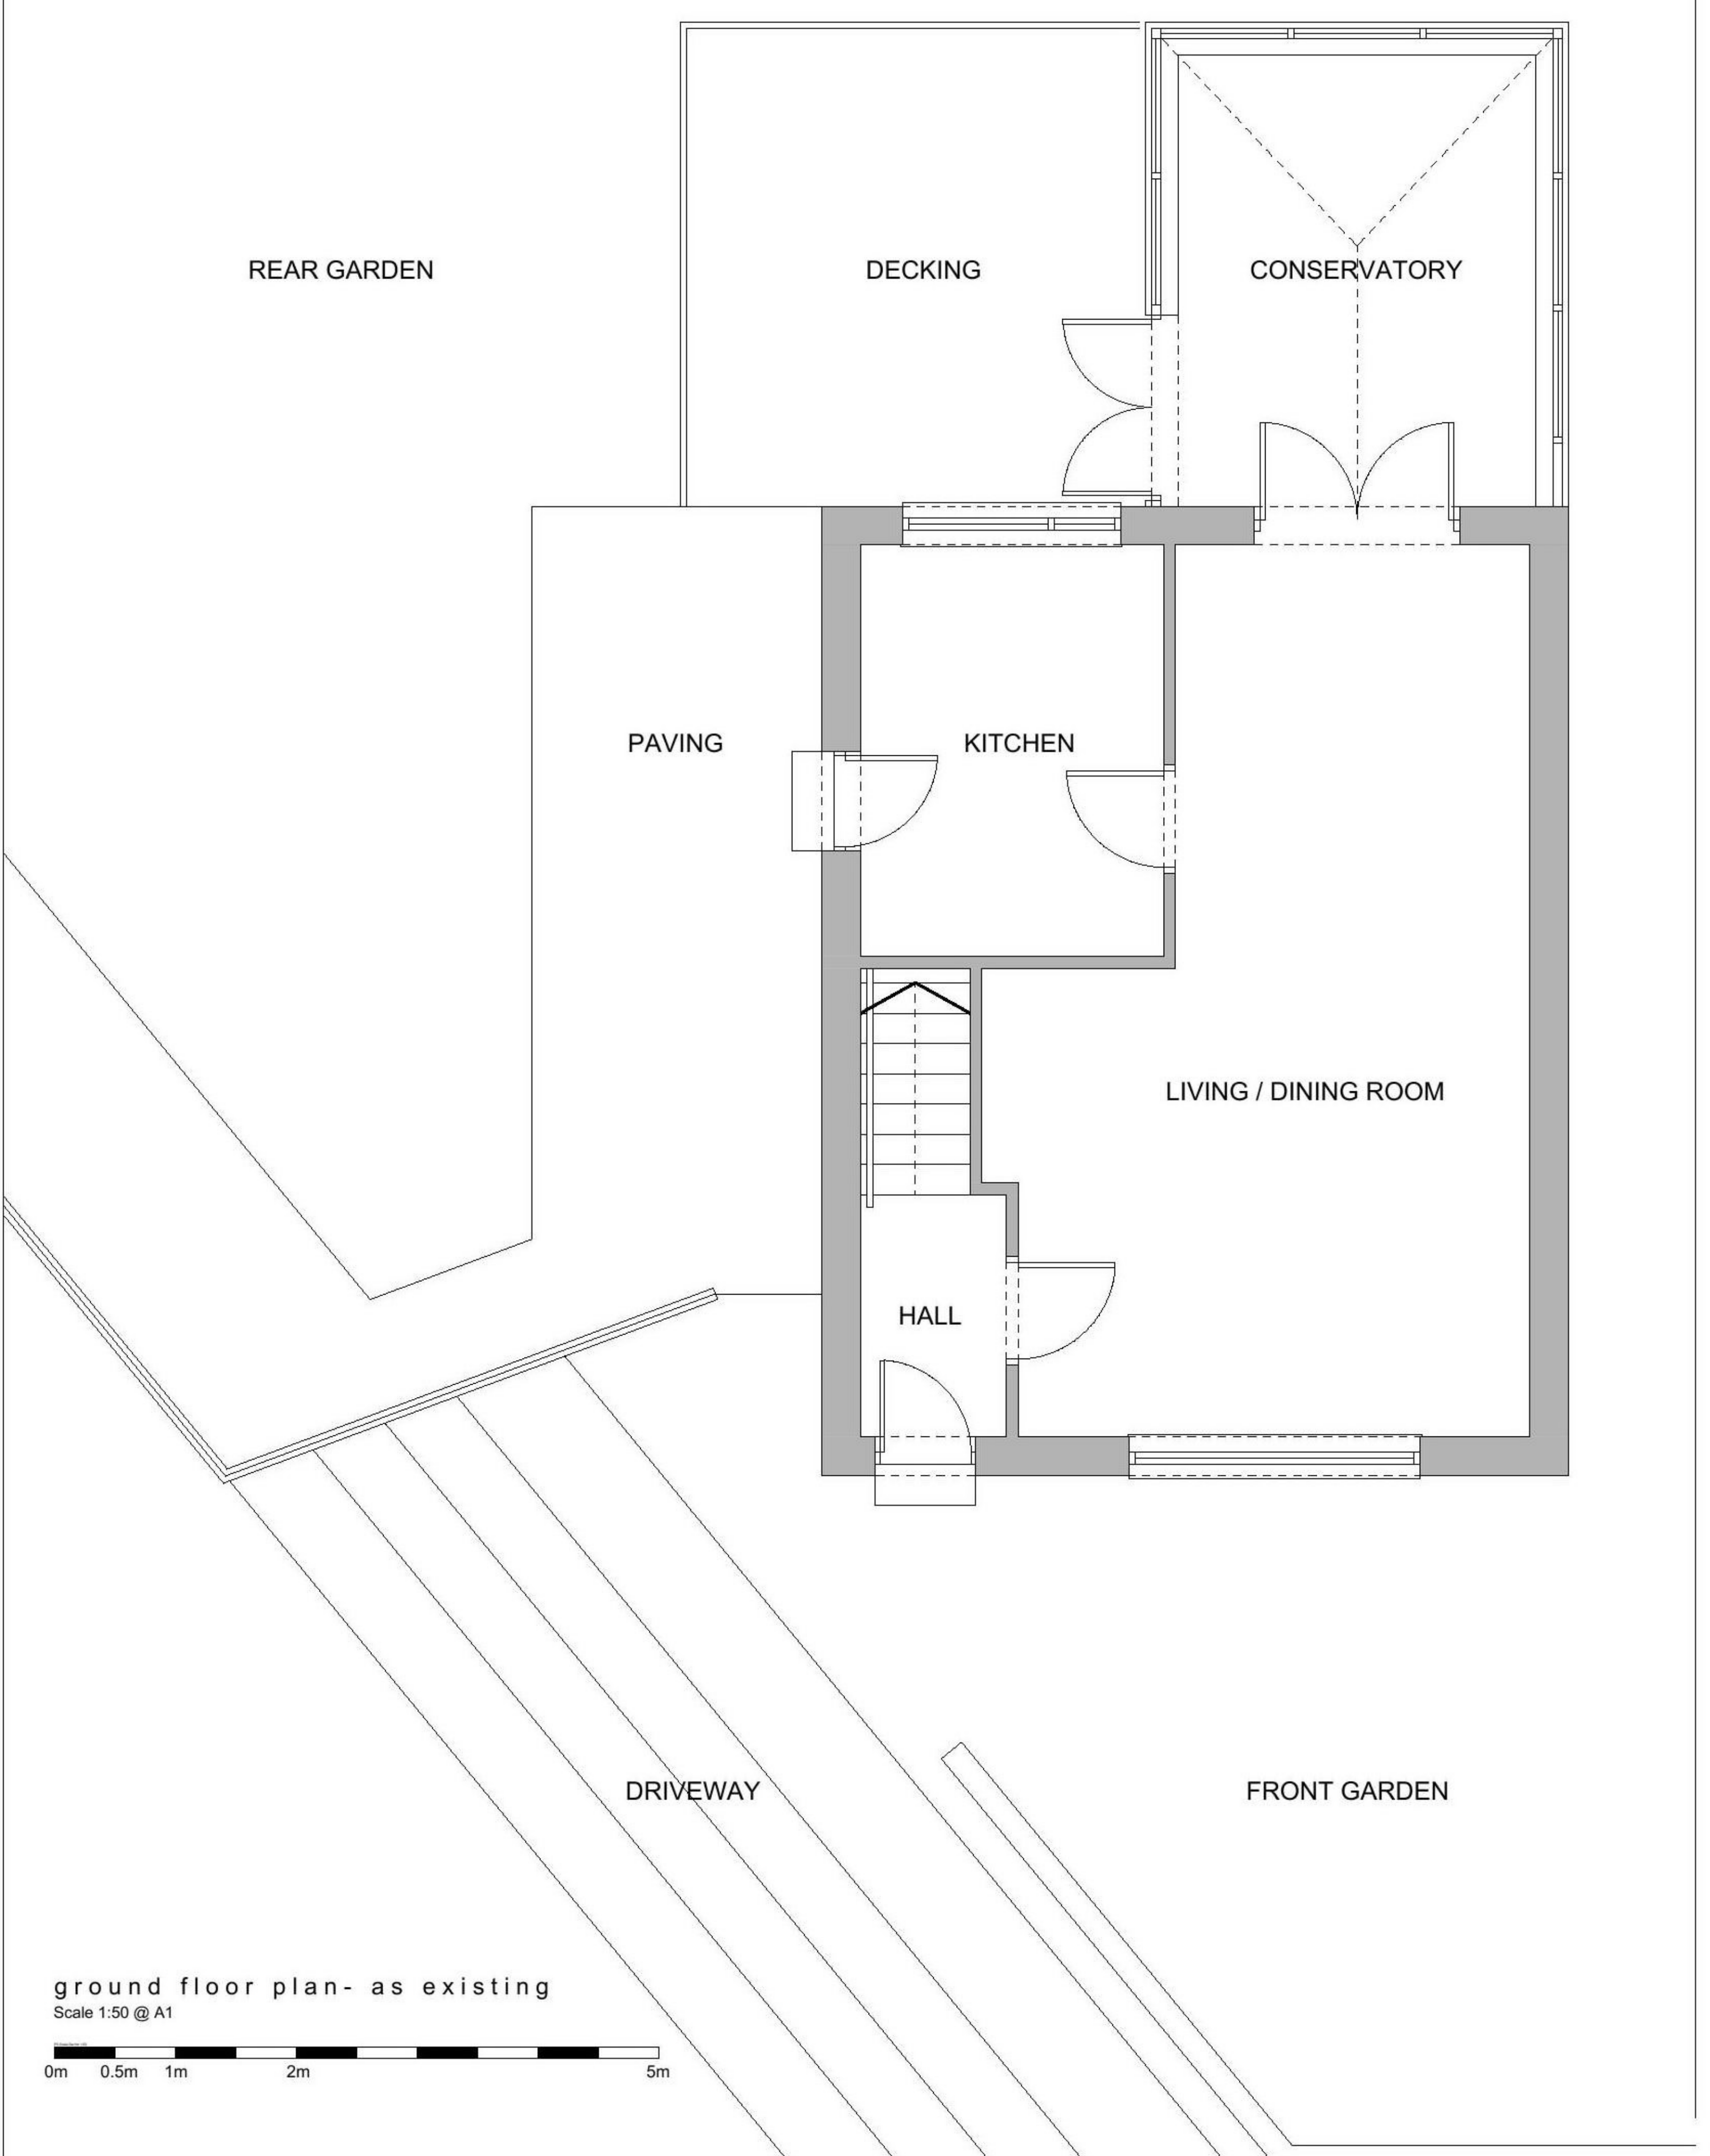 REAR GARDEN
DECKING
CONSERVATORY
PAVING
KITCHEN
LIVING / DINING ROOM
HALL
DRIVEWAY
FRONT GARDEN
ground floor plan- as existing
Scale 1:50 @ A1
0m 0.5m 1m 2m 5m